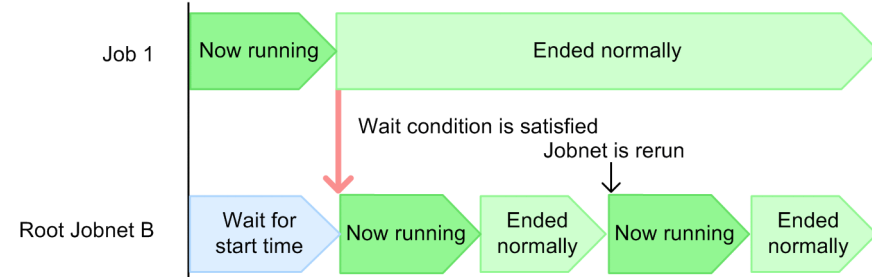 Job 1
Now running
Ended normally
Wait condition is satisfied
Jobnet is rerun
Root Jobnet B
Wait for
start time
Now running
Ended
normally
Now running
Ended
normally